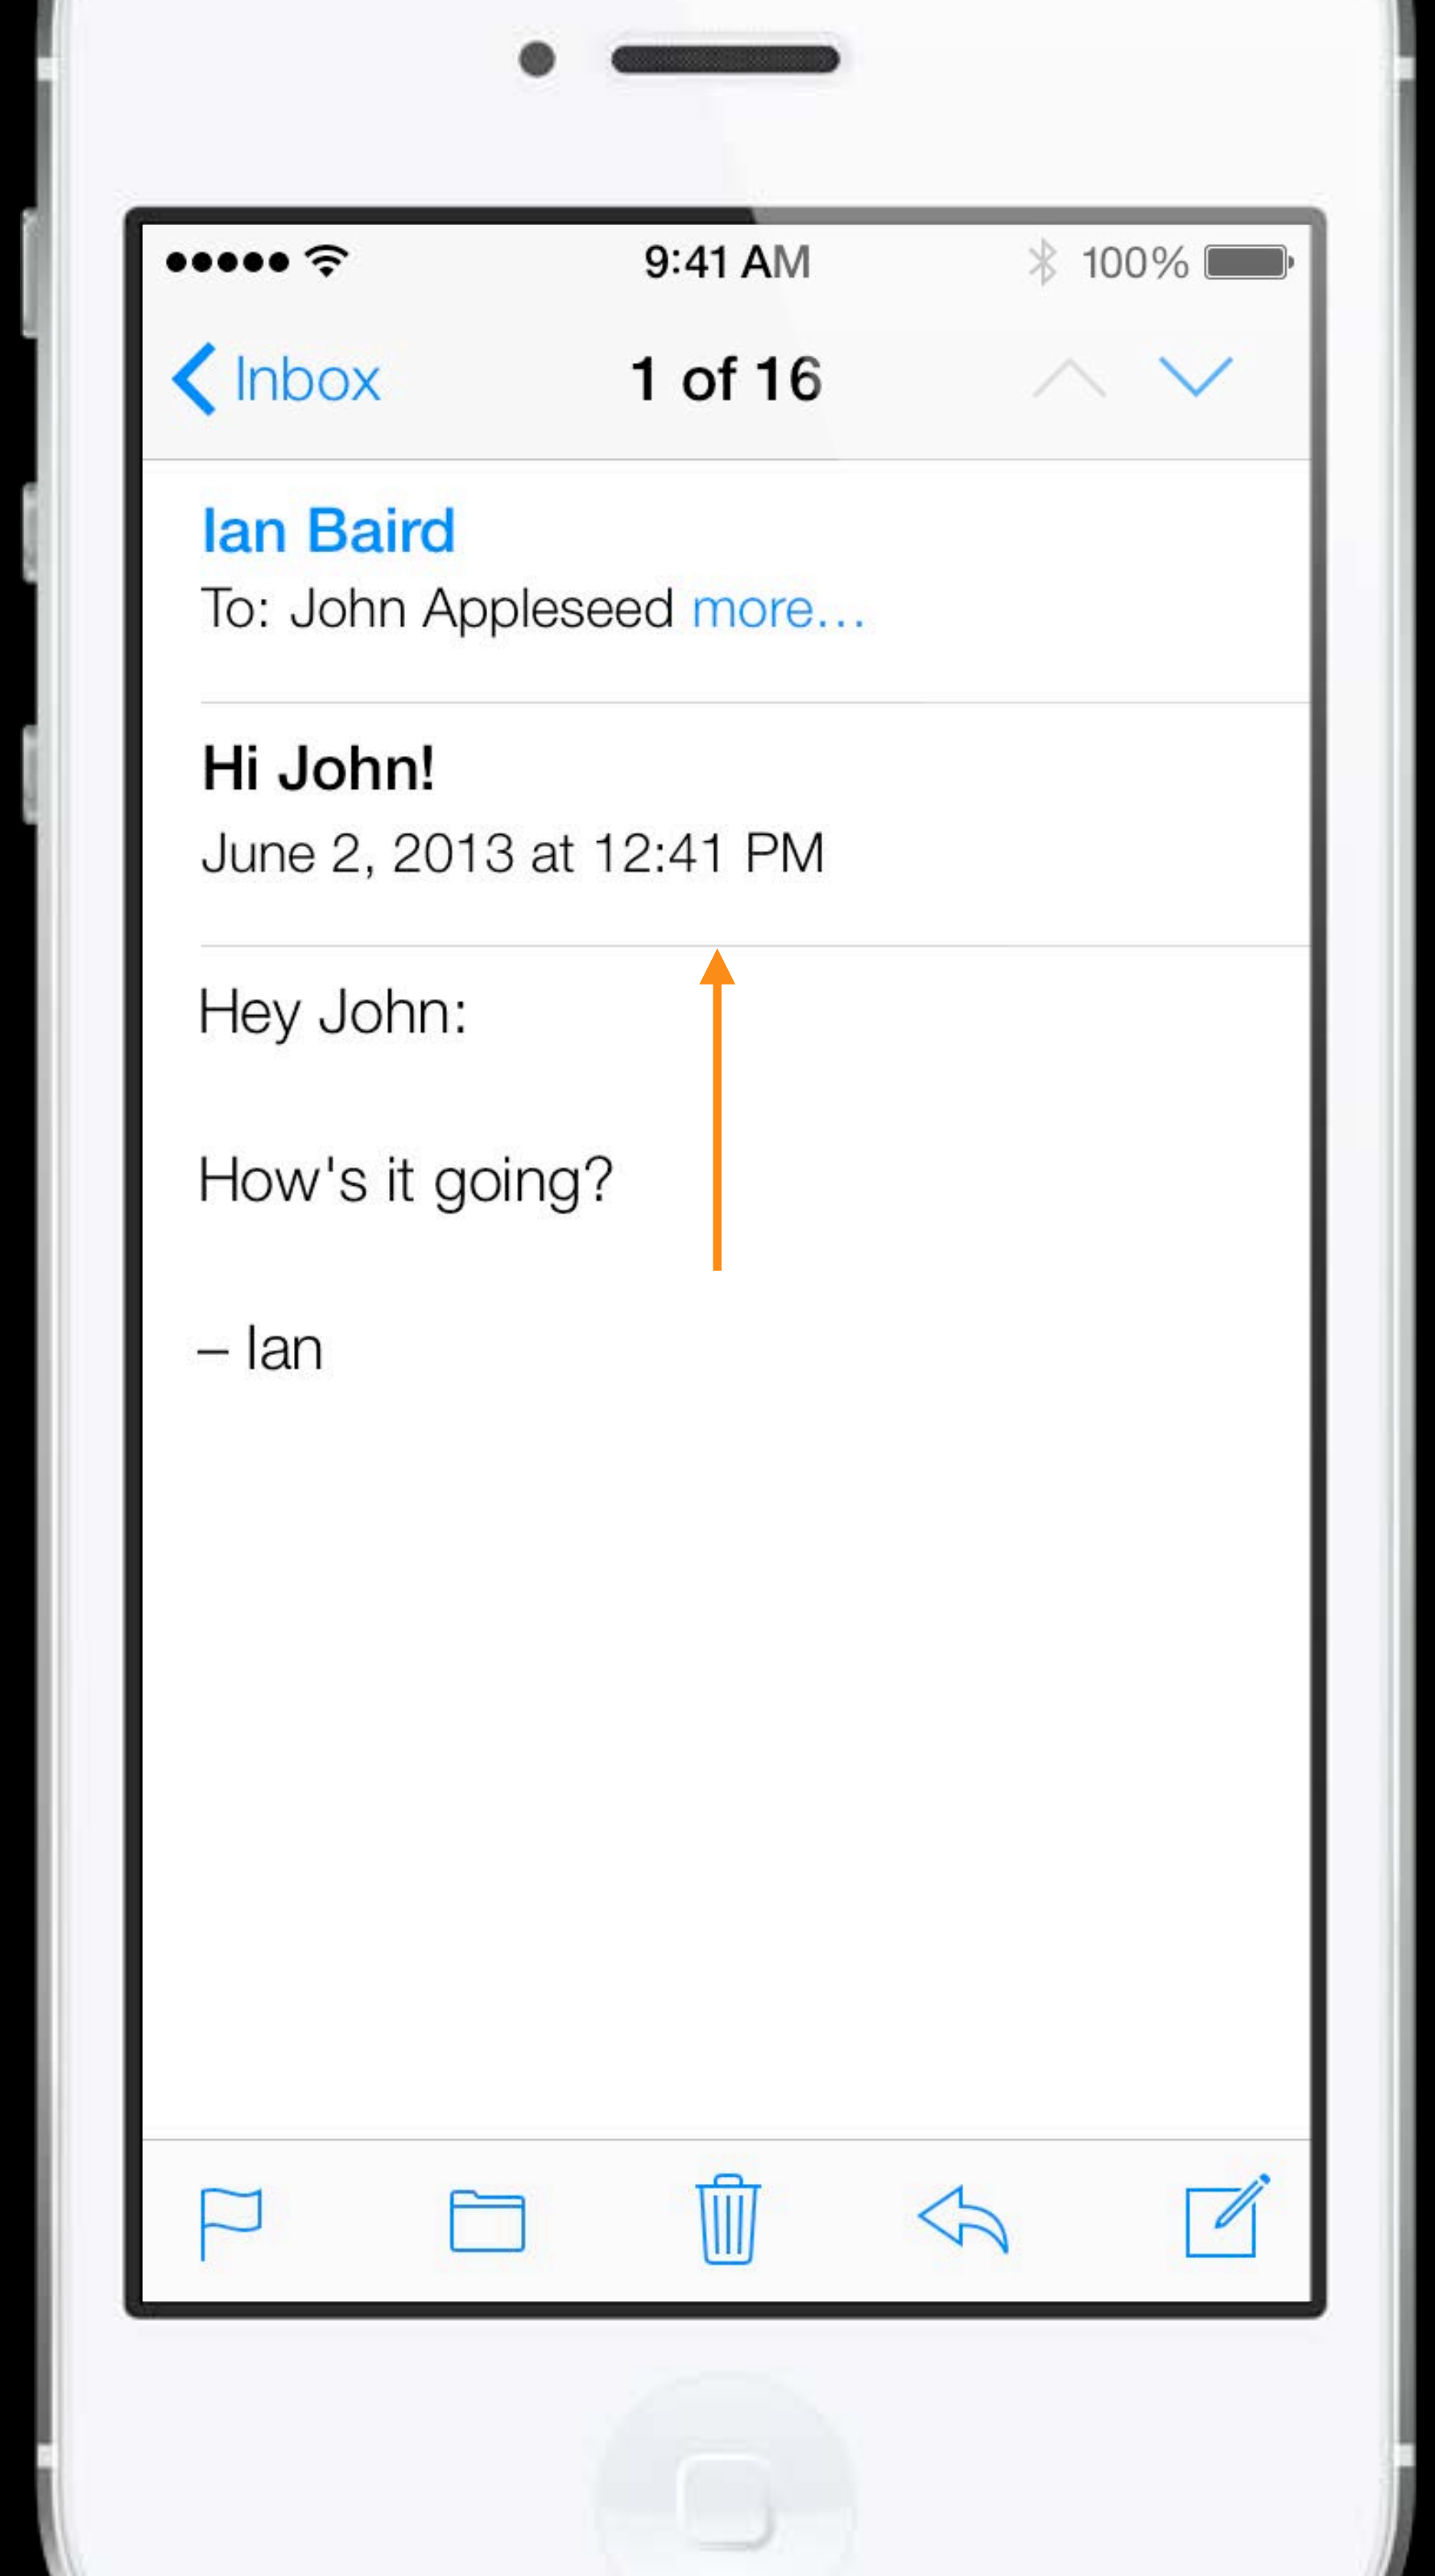 9:41 AM 100%
Inbox 1 of 16
Ian Baird
To: John Appleseed more...
Hi John!
June 2, 2013 at 12:41 PM
Hey John:
How's it going?
– Ian